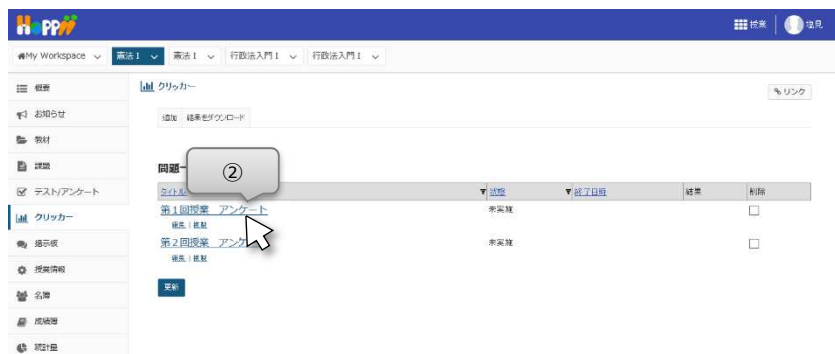 HoPPii
授業
塩見
My Workspace
憲法Ⅰ
憲法Ⅰ
行政法入門Ⅰ
行政法入門Ⅰ
概要
お知らせ
教材
課題
テスト/アンケート
クリッカー
掲示板
授業情報
名簿
成績簿
統計量
クリッカー
リンク
追加 結果をダウンロード
問題一
②
タイトル ▼ 状態 ▼ 終了日時 結果 削除
第１回授業 アンケート 未実施
編集 | 複製
第２回授業 アンケ 未実施
編集 | 複製
更新